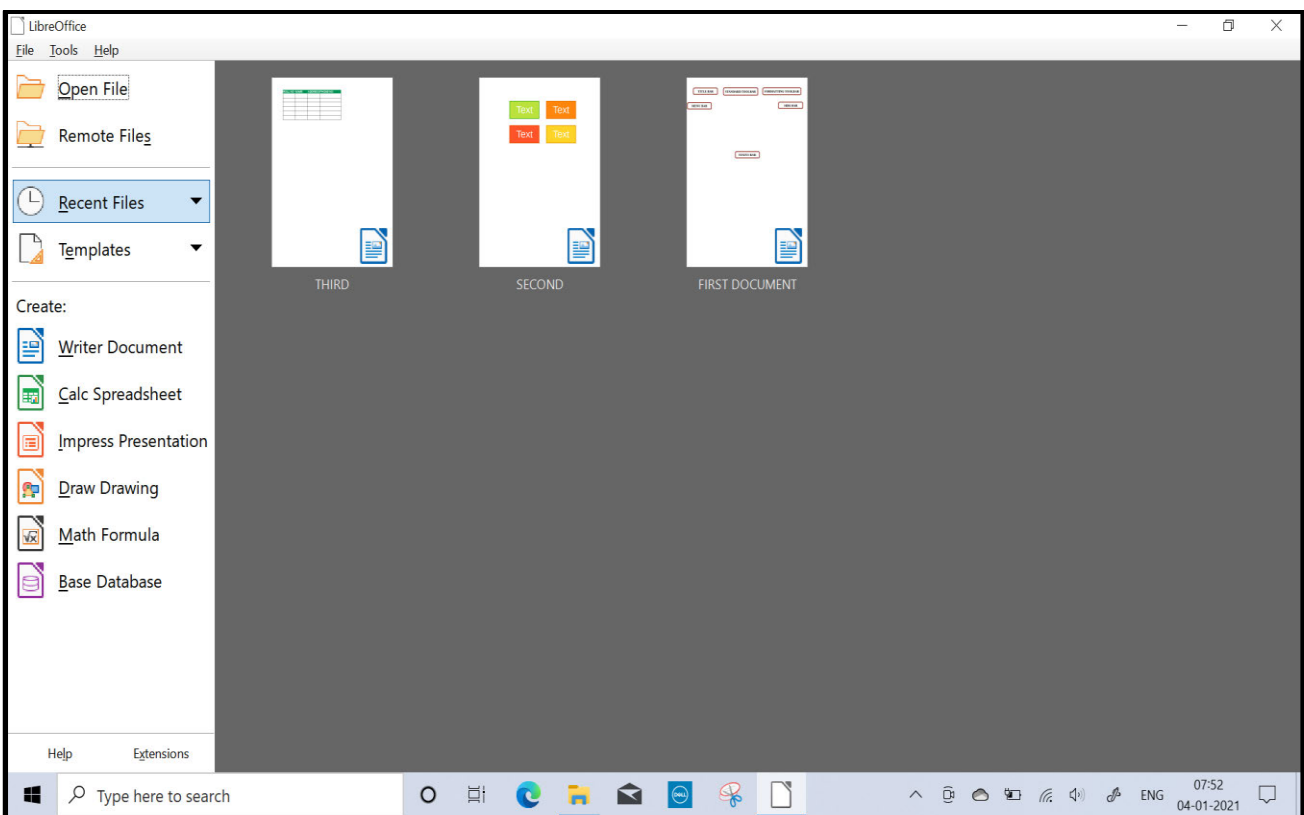 LibreOffice
File Tools Help
Open File
Remote Files
Recent Files
Templates
Create:
Writer Document
Calc Spreadsheet
Impress Presentation
Draw Drawing
Math Formula
Base Database
Help Extensions
Text Text
Text Text
THIRD
SECOND
FIRST DOCUMENT
Type here to search
DELL
ENG
07:52
04-01-2021